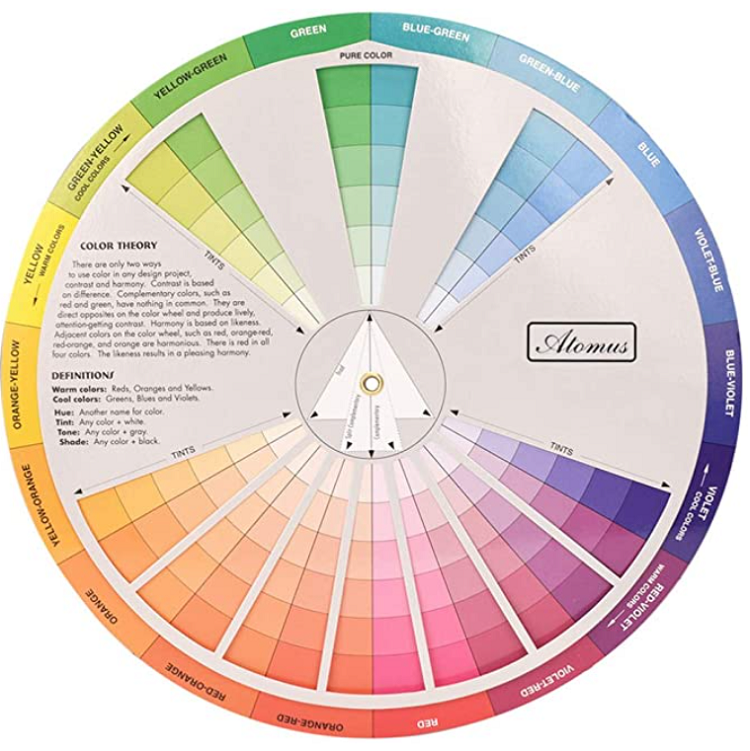 GREEN
BLUE-GREEN
GREEN-BLUE
BLUE
VIOLET-BLUE
BLUE-VIOLET
VIOLET
COOL COLORS
RED-VIOLET
WARM COLORS
VIOLET-RED
RED
ORANGE-RED
RED-ORANGE
ORANGE
YELLOW-ORANGE
ORANGE-YELLOW
YELLOW
WARM COLORS
GREEN-YELLOW
COOL COLORS
YELLOW-GREEN
PURE COLOR
TINTS
TINTS
COLOR THEORY
There are only two ways
to use color in any design project,
contrast and harmony. Contrast is based
on difference. Complementary colors, such as
red and green, have nothing in common. They are
direct opposites on the color wheel and produce lively,
attention-getting contrast. Harmony is based on likeness.
Adjacent colors on the color wheel, such as red, orange-red,
red-orange, and orange are harmonious. There is red in all
four colors. The likeness results in a pleasing harmony.
DEFINITIONS
Warm colors: Reds, Oranges and Yellows.
Cool colors: Greens, Blues and Violets.
Hue: Another name for color.
Tint: Any color + white.
Tone: Any color + gray.
Shade: Any color + black.
Atomus
Triad
Split Complementary
Complementary
TINTS
TINTS